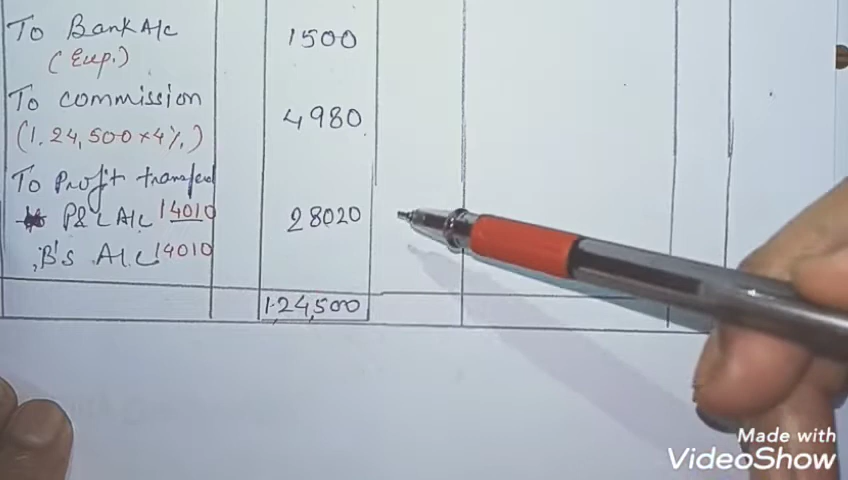 To Bank A/c 1500
(Exp.)
To commission 4980
(1,24,500 × 4%)
To Profit transferd
P&L A/c 14010 28020
B's A/c 14010
1,24,500
Made with
VideoShow